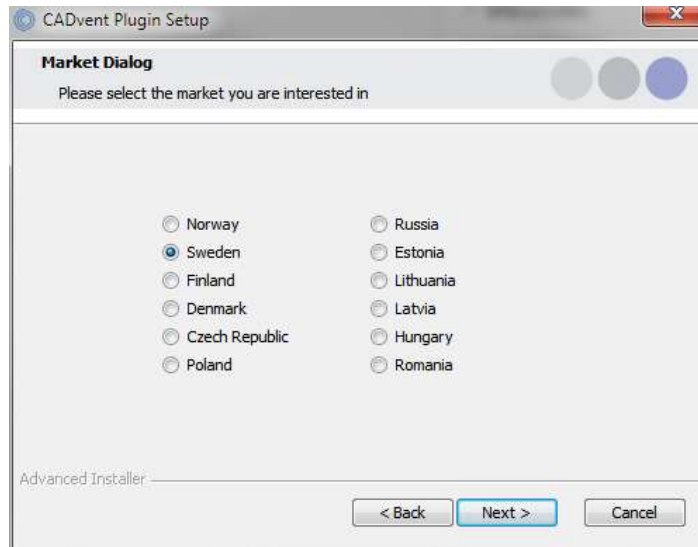 CADvent Plugin Setup
Market Dialog
Please select the market you are interested in
Norway
Sweden
Finland
Denmark
Czech Republic
Poland
Russia
Estonia
Lithuania
Latvia
Hungary
Romania
Advanced Installer
< Back
Next >
Cancel